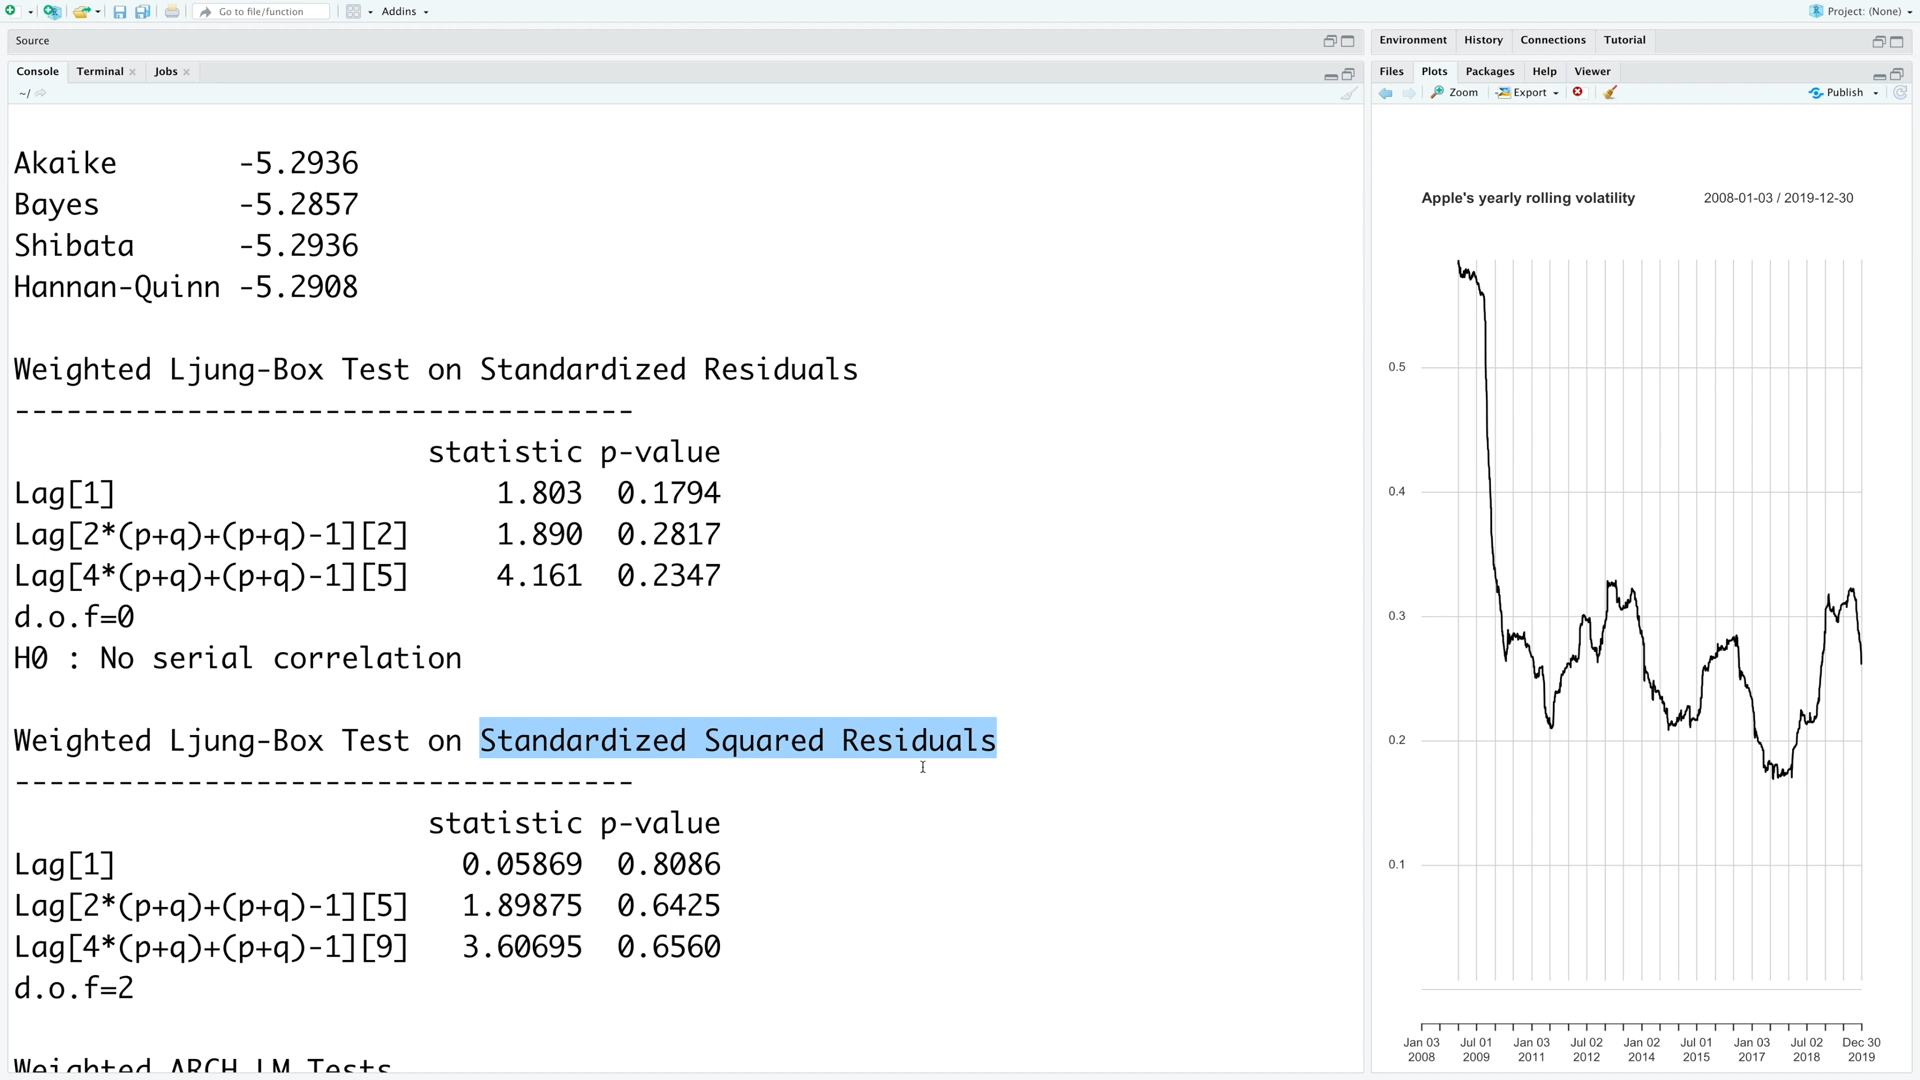 Go to file/function
Addins
Project: (None)
Source
Environment History Connections Tutorial
Console Terminal Jobs
Files Plots Packages Help Viewer
~/
Zoom Export Publish
Akaike -5.2936
Bayes -5.2857
Shibata -5.2936
Hannan-Quinn -5.2908
Weighted Ljung-Box Test on Standardized Residuals
------------------------------------
statistic p-value
Lag[1] 1.803 0.1794
Lag[2*(p+q)+(p+q)-1][2] 1.890 0.2817
Lag[4*(p+q)+(p+q)-1][5] 4.161 0.2347
d.o.f=0
H0 : No serial correlation
Weighted Ljung-Box Test on Standardized Squared Residuals
------------------------------------
statistic p-value
Lag[1] 0.05869 0.8086
Lag[2*(p+q)+(p+q)-1][5] 1.89875 0.6425
Lag[4*(p+q)+(p+q)-1][9] 3.60695 0.6560
d.o.f=2
Weighted ARCH LM Tests
Apple's yearly rolling volatility 2008-01-03 / 2019-12-30
0.5
0.4
0.3
0.2
0.1
Jan 03 Jul 01 Jan 03 Jul 02 Jan 02 Jul 01 Jan 03 Jul 02 Dec 30
2008 2009 2011 2012 2014 2015 2017 2018 2019